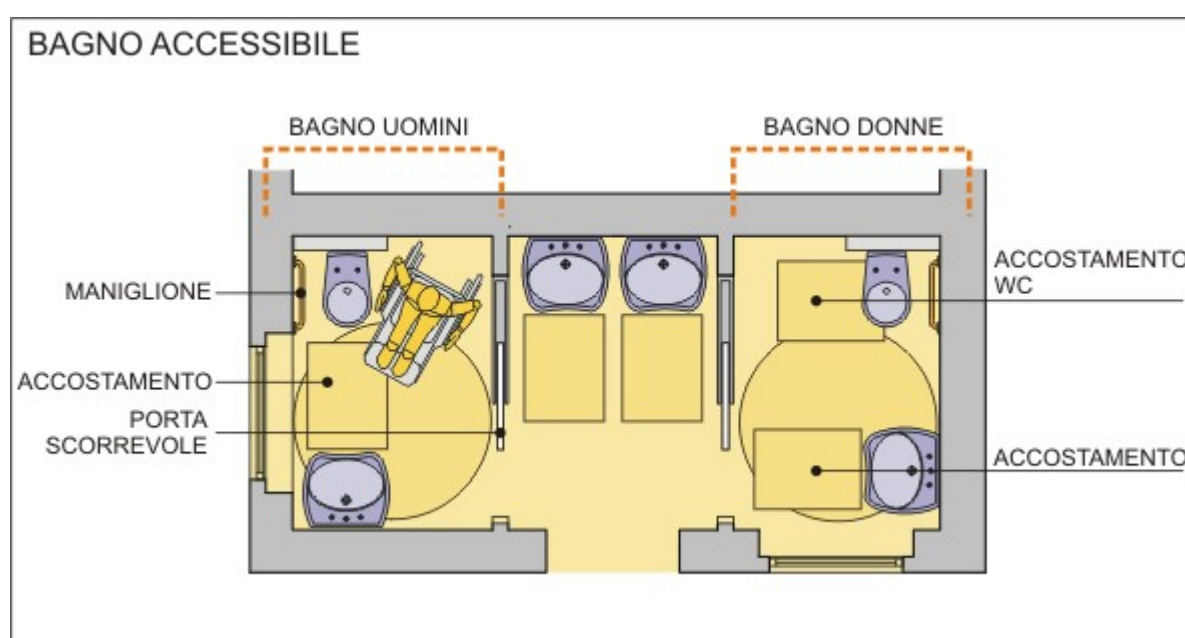 BAGNO ACCESSIBILE
BAGNO UOMINI
BAGNO DONNE
MANIGLIONE
ACCOSTAMENTO
PORTA
SCORREVOLE
ACCOSTAMENTO
WC
ACCOSTAMENTO